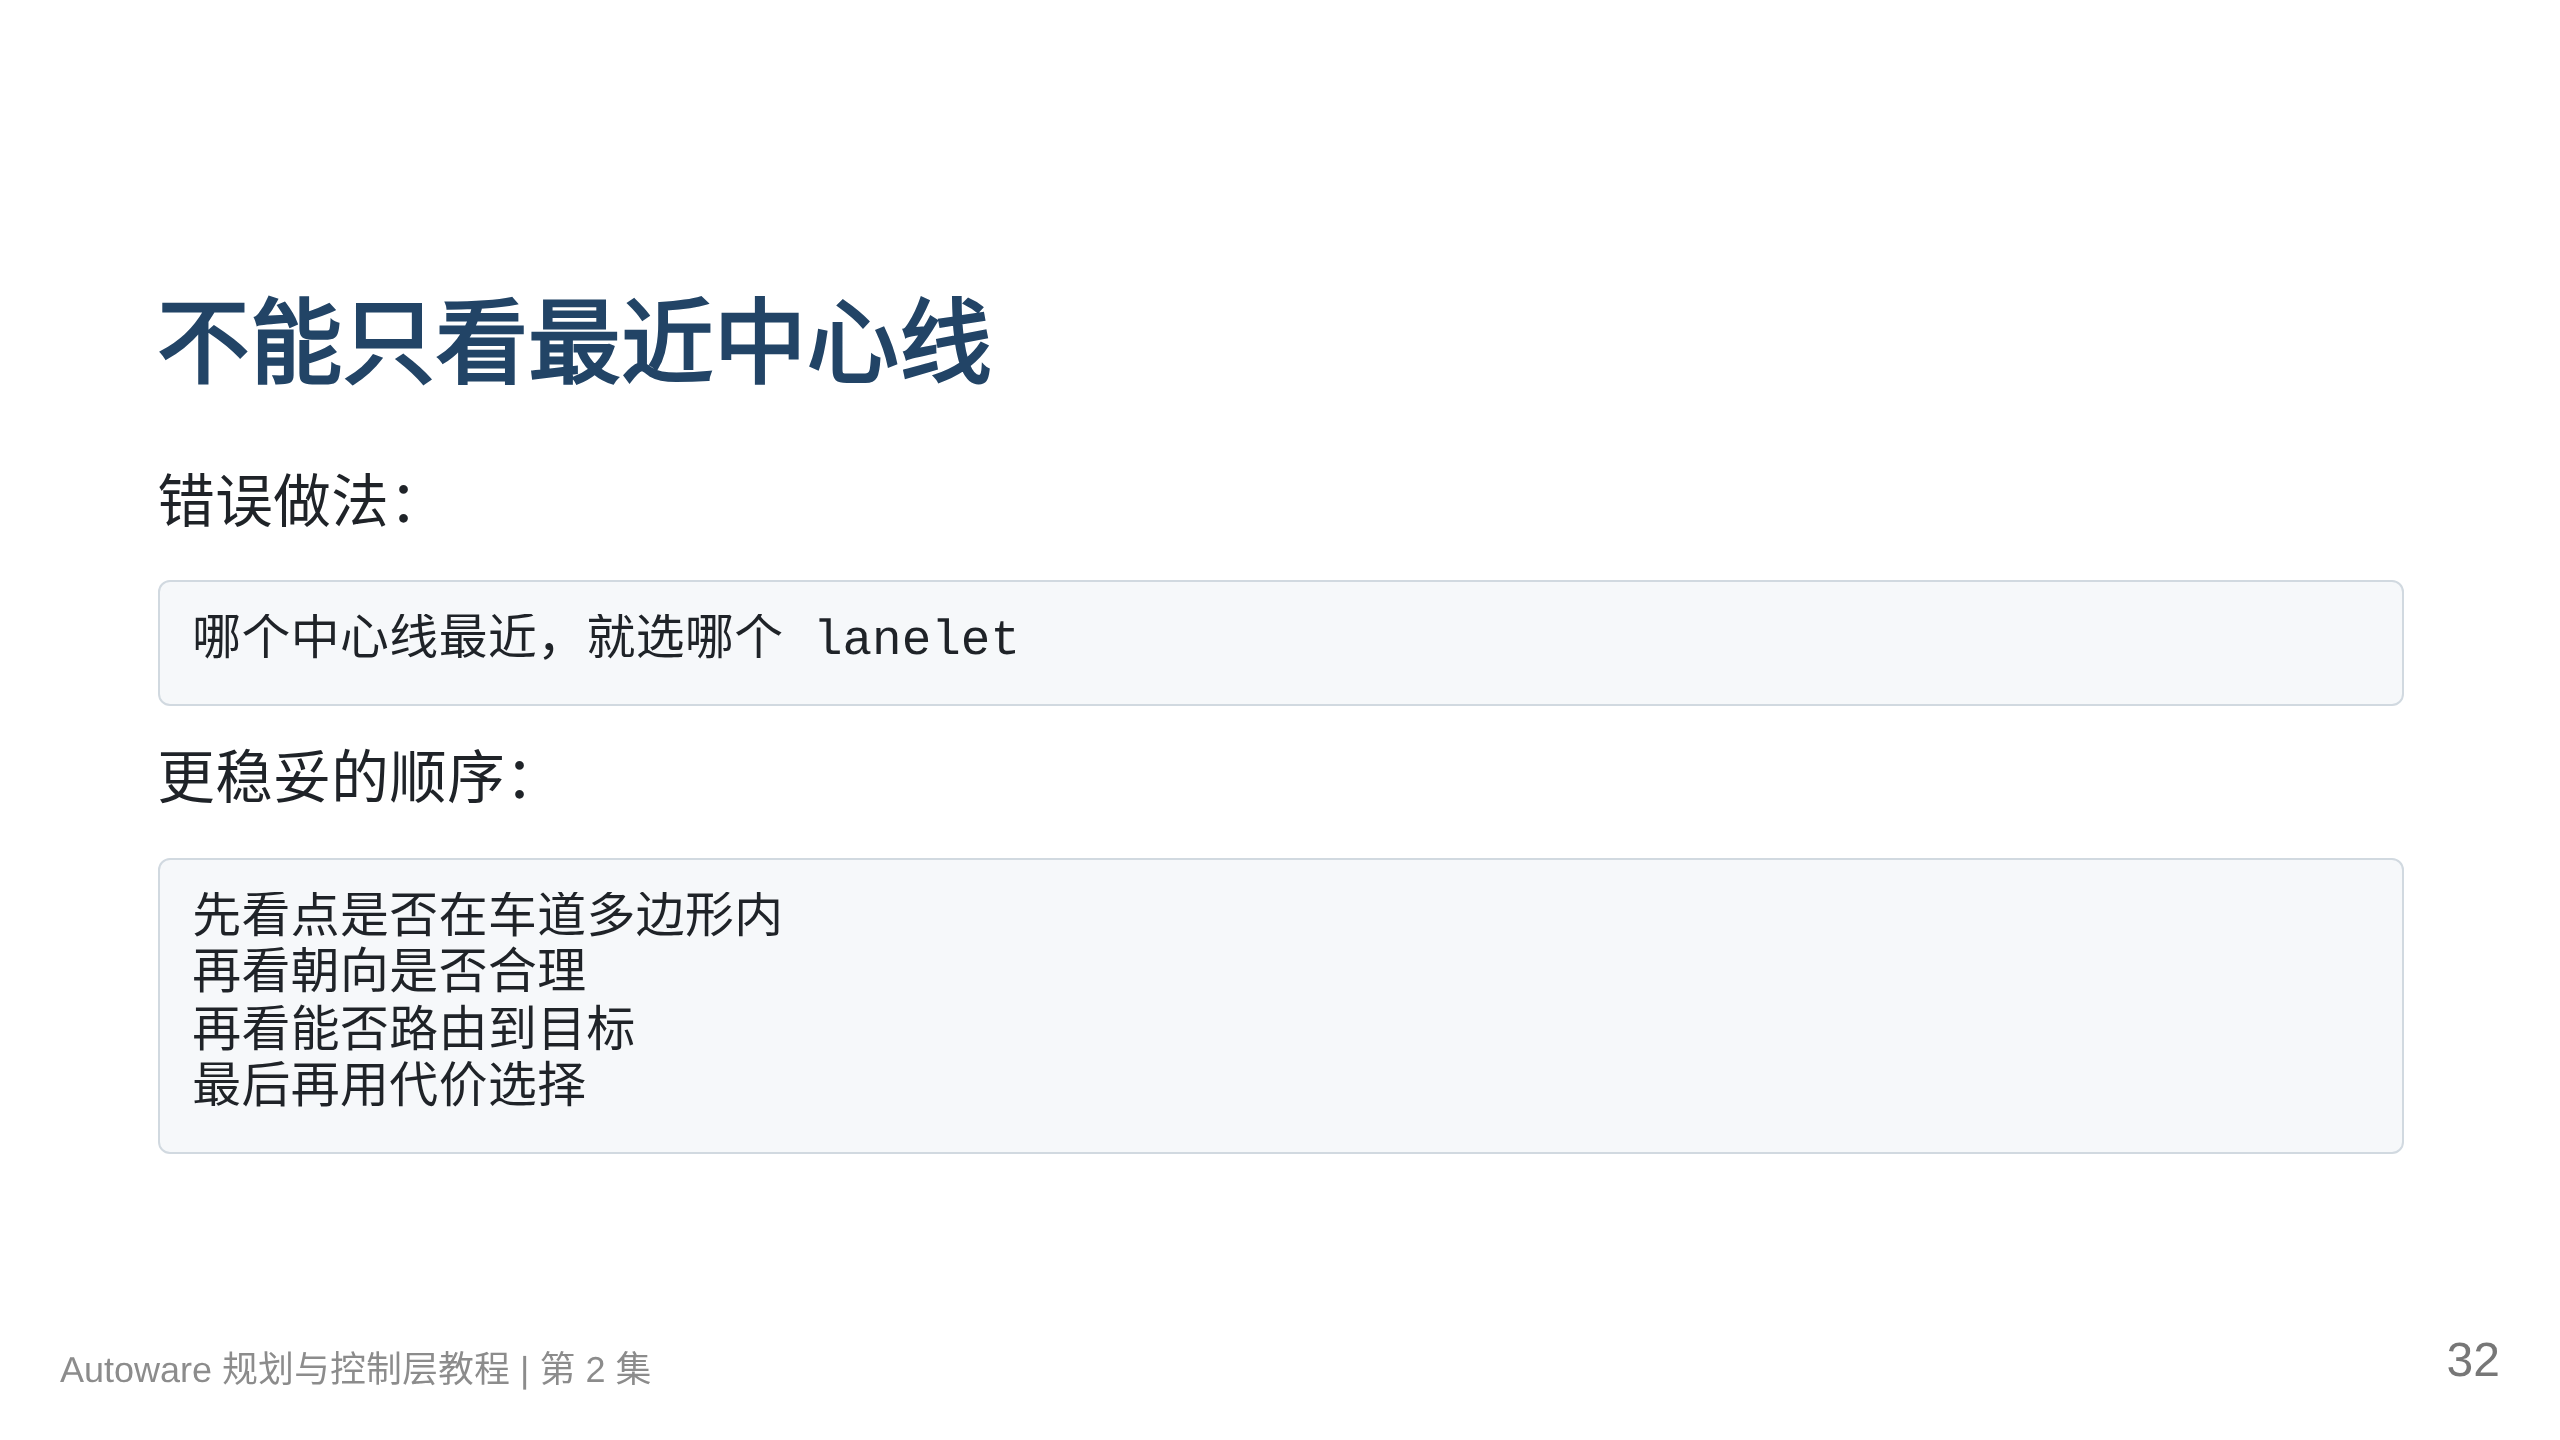 不能只看最近中心线
错误做法：
哪个中心线最近，就选哪个 lanelet
更稳妥的顺序：
先看点是否在车道多边形内
再看朝向是否合理
再看能否路由到目标
最后再用代价选择
Autoware 规划与控制层教程 | 第 2 集
32